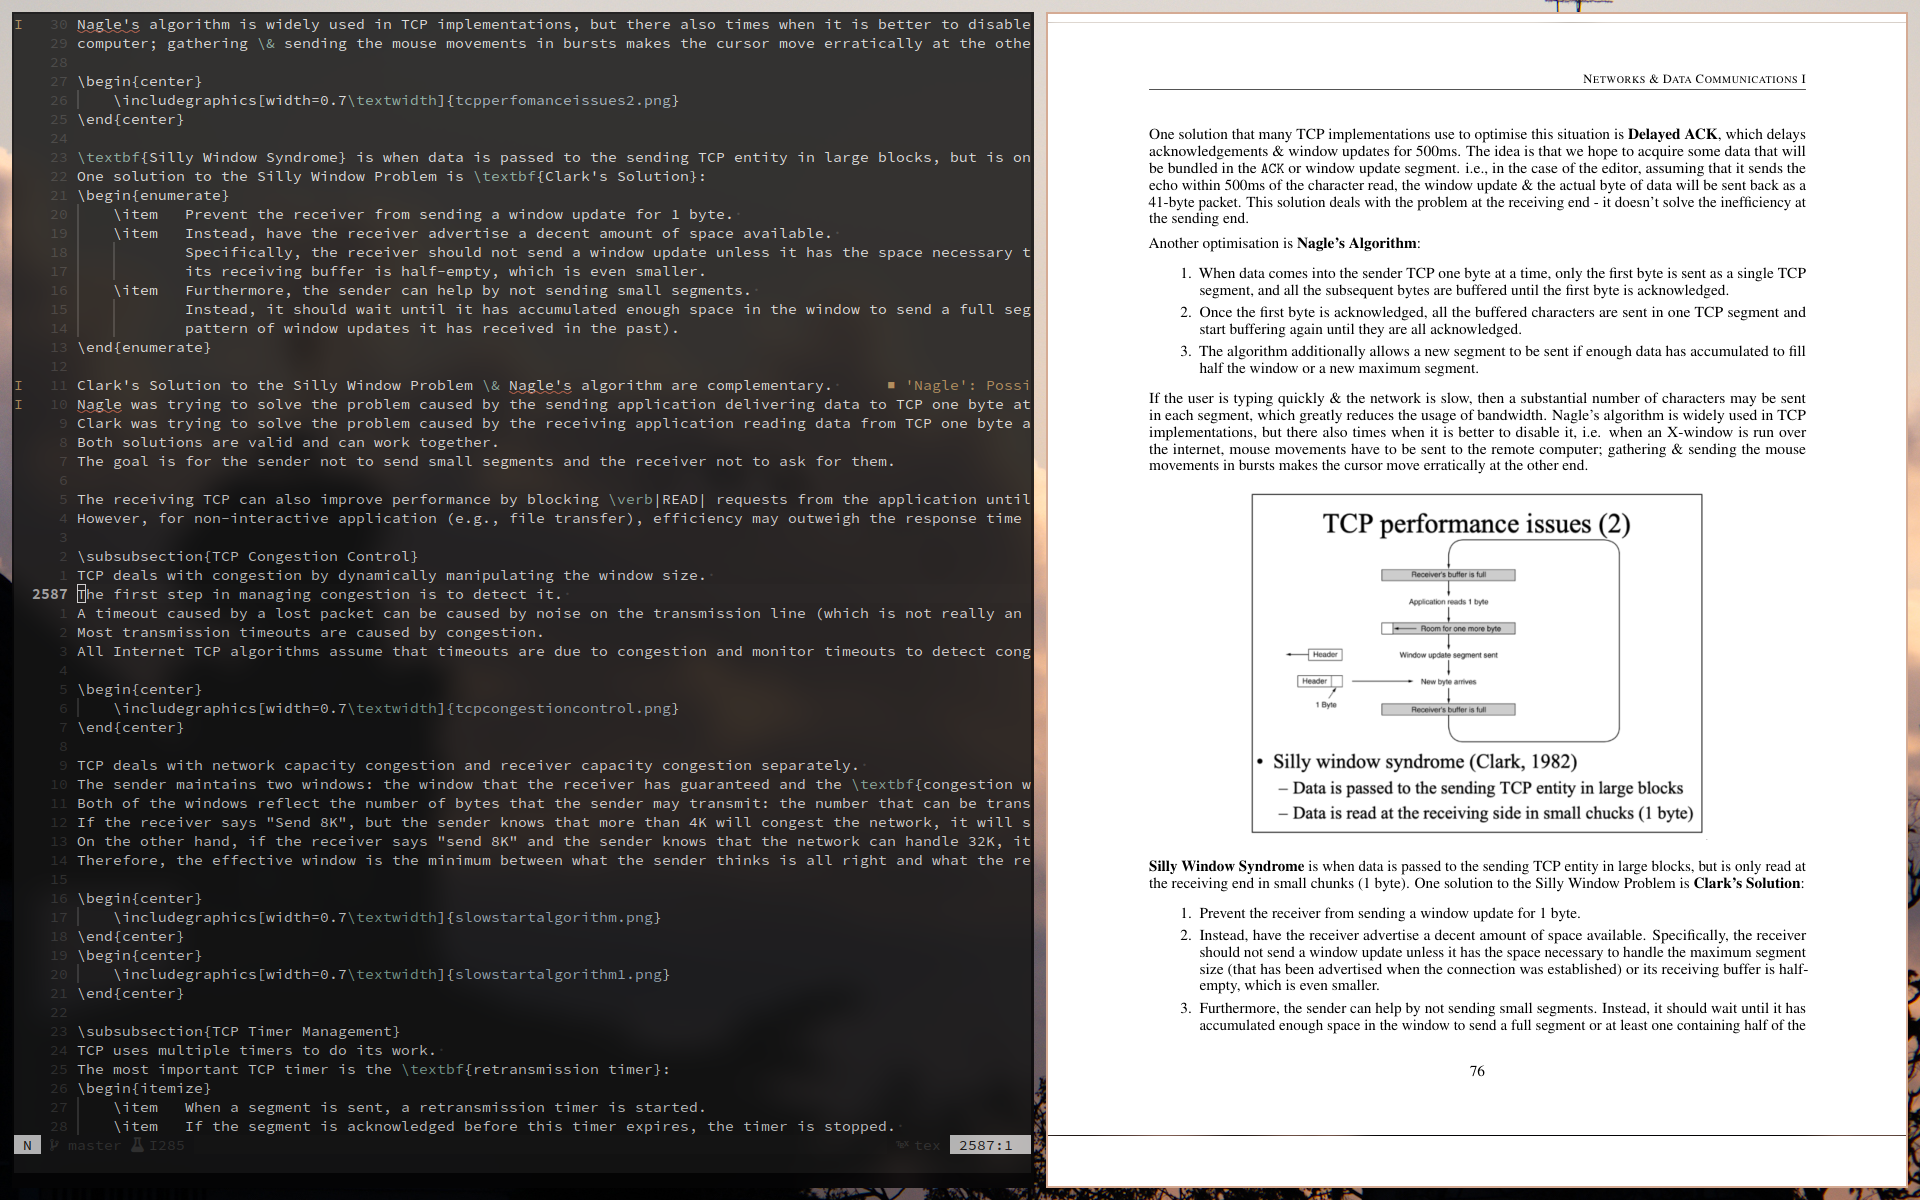 I 30 Nagle's algorithm is widely used in TCP implementations, but there also times when it is better to disable
29 computer; gathering \& sending the mouse movements in bursts makes the cursor move erratically at the othe
28
27 \begin{center}
26 \includegraphics[width=0.7\textwidth]{tcpperfomanceissues2.png}
25 \end{center}
24
23 \textbf{Silly Window Syndrome} is when data is passed to the sending TCP entity in large blocks, but is on
22 One solution to the Silly Window Problem is \textbf{Clark's Solution}:
21 \begin{enumerate}
20 \item Prevent the receiver from sending a window update for 1 byte.
19 \item Instead, have the receiver advertise a decent amount of space available.
18 Specifically, the receiver should not send a window update unless it has the space necessary t
17 its receiving buffer is half-empty, which is even smaller.
16 \item Furthermore, the sender can help by not sending small segments.
15 Instead, it should wait until it has accumulated enough space in the window to send a full seg
14 pattern of window updates it has received in the past).
13 \end{enumerate}
12
I 11 Clark's Solution to the Silly Window Problem \& Nagle's algorithm are complementary. ■ 'Nagle': Possi
I 10 Nagle was trying to solve the problem caused by the sending application delivering data to TCP one byte at
9 Clark was trying to solve the problem caused by the receiving application reading data from TCP one byte a
8 Both solutions are valid and can work together.
7 The goal is for the sender not to send small segments and the receiver not to ask for them.
6
5 The receiving TCP can also improve performance by blocking \verb|READ| requests from the application until
4 However, for non-interactive application (e.g., file transfer), efficiency may outweigh the response time
3
2 \subsubsection{TCP Congestion Control}
1 TCP deals with congestion by dynamically manipulating the window size.
2587 The first step in managing congestion is to detect it.
1 A timeout caused by a lost packet can be caused by noise on the transmission line (which is not really an
2 Most transmission timeouts are caused by congestion.
3 All Internet TCP algorithms assume that timeouts are due to congestion and monitor timeouts to detect cong
4
5 \begin{center}
6 \includegraphics[width=0.7\textwidth]{tcpcongestioncontrol.png}
7 \end{center}
8
9 TCP deals with network capacity congestion and receiver capacity congestion separately.
10 The sender maintains two windows: the window that the receiver has guaranteed and the \textbf{congestion w
11 Both of the windows reflect the number of bytes that the sender may transmit: the number that can be trans
12 If the receiver says "Send 8K", but the sender knows that more than 4K will congest the network, it will s
13 On the other hand, if the receiver says "send 8K" and the sender knows that the network can handle 32K, it
14 Therefore, the effective window is the minimum between what the sender thinks is all right and what the re
15
16 \begin{center}
17 \includegraphics[width=0.7\textwidth]{slowstartalgorithm.png}
18 \end{center}
19 \begin{center}
20 \includegraphics[width=0.7\textwidth]{slowstartalgorithm1.png}
21 \end{center}
22
23 \subsubsection{TCP Timer Management}
24 TCP uses multiple timers to do its work.
25 The most important TCP timer is the \textbf{retransmission timer}:
26 \begin{itemize}
27 \item When a segment is sent, a retransmission timer is started.
28 \item If the segment is acknowledged before this timer expires, the timer is stopped.
N master I285 tex 2587:1
NETWORKS & DATA COMMUNICATIONS I
One solution that many TCP implementations use to optimise this situation is Delayed ACK, which delays
acknowledgements & window updates for 500ms. The idea is that we hope to acquire some data that will
be bundled in the ACK or window update segment. i.e., in the case of the editor, assuming that it sends the
echo within 500ms of the character read, the window update & the actual byte of data will be sent back as a
41-byte packet. This solution deals with the problem at the receiving end - it doesn't solve the inefficiency at
the sending end.
Another optimisation is Nagle's Algorithm:
1. When data comes into the sender TCP one byte at a time, only the first byte is sent as a single TCP
segment, and all the subsequent bytes are buffered until the first byte is acknowledged.
2. Once the first byte is acknowledged, all the buffered characters are sent in one TCP segment and
start buffering again until they are all acknowledged.
3. The algorithm additionally allows a new segment to be sent if enough data has accumulated to fill
half the window or a new maximum segment.
If the user is typing quickly & the network is slow, then a substantial number of characters may be sent
in each segment, which greatly reduces the usage of bandwidth. Nagle's algorithm is widely used in TCP
implementations, but there also times when it is better to disable it, i.e. when an X-window is run over
the internet, mouse movements have to be sent to the remote computer; gathering & sending the mouse
movements in bursts makes the cursor move erratically at the other end.
TCP performance issues (2)
Receiver's buffer is full
Application reads 1 byte
Room for one more byte
Header Window update segment sent
Header New byte arrives
1 Byte Receiver's buffer is full
• Silly window syndrome (Clark, 1982)
– Data is passed to the sending TCP entity in large blocks
– Data is read at the receiving side in small chucks (1 byte)
Silly Window Syndrome is when data is passed to the sending TCP entity in large blocks, but is only read at
the receiving end in small chunks (1 byte). One solution to the Silly Window Problem is Clark's Solution:
1. Prevent the receiver from sending a window update for 1 byte.
2. Instead, have the receiver advertise a decent amount of space available. Specifically, the receiver
should not send a window update unless it has the space necessary to handle the maximum segment
size (that has been advertised when the connection was established) or its receiving buffer is half-
empty, which is even smaller.
3. Furthermore, the sender can help by not sending small segments. Instead, it should wait until it has
accumulated enough space in the window to send a full segment or at least one containing half of the
76